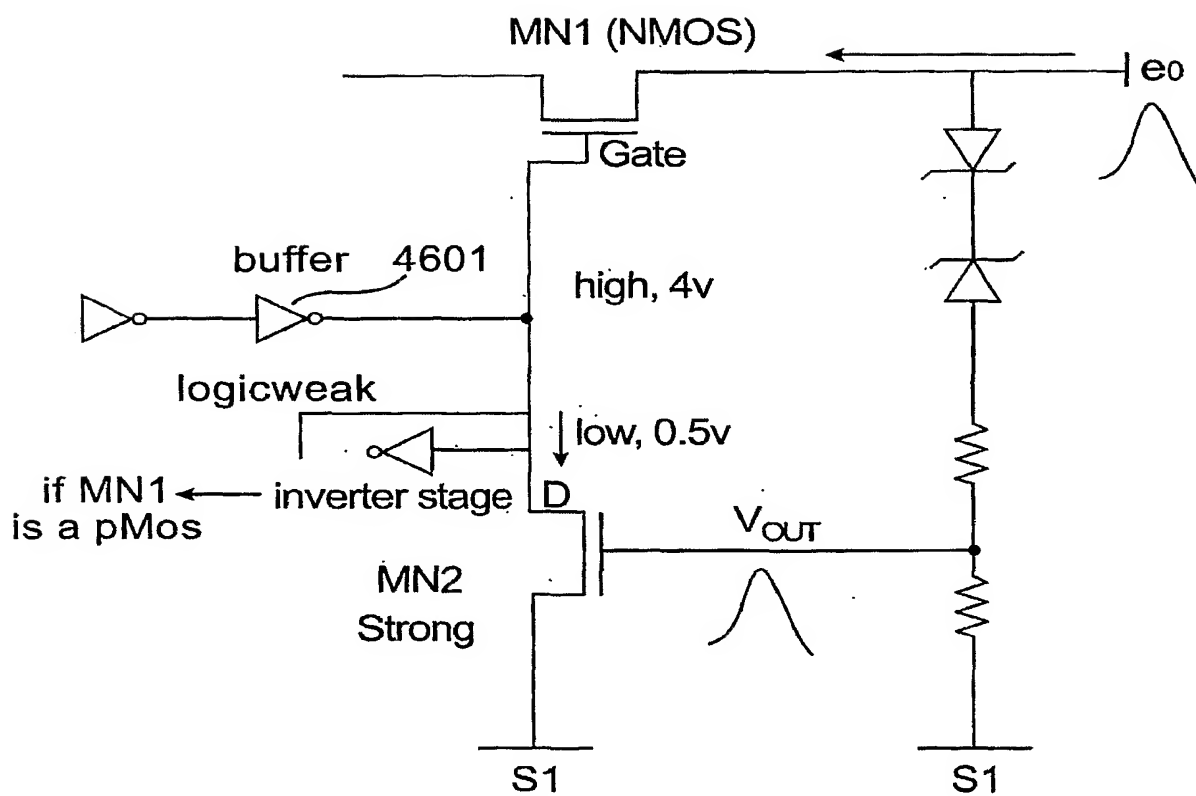 MN1 (NMOS)
e0
Gate
buffer 4601
high, 4v
logicweak
low, 0.5v
if MN1
is a pMos
inverter stage
D
VOUT
MN2
Strong
S1
S1